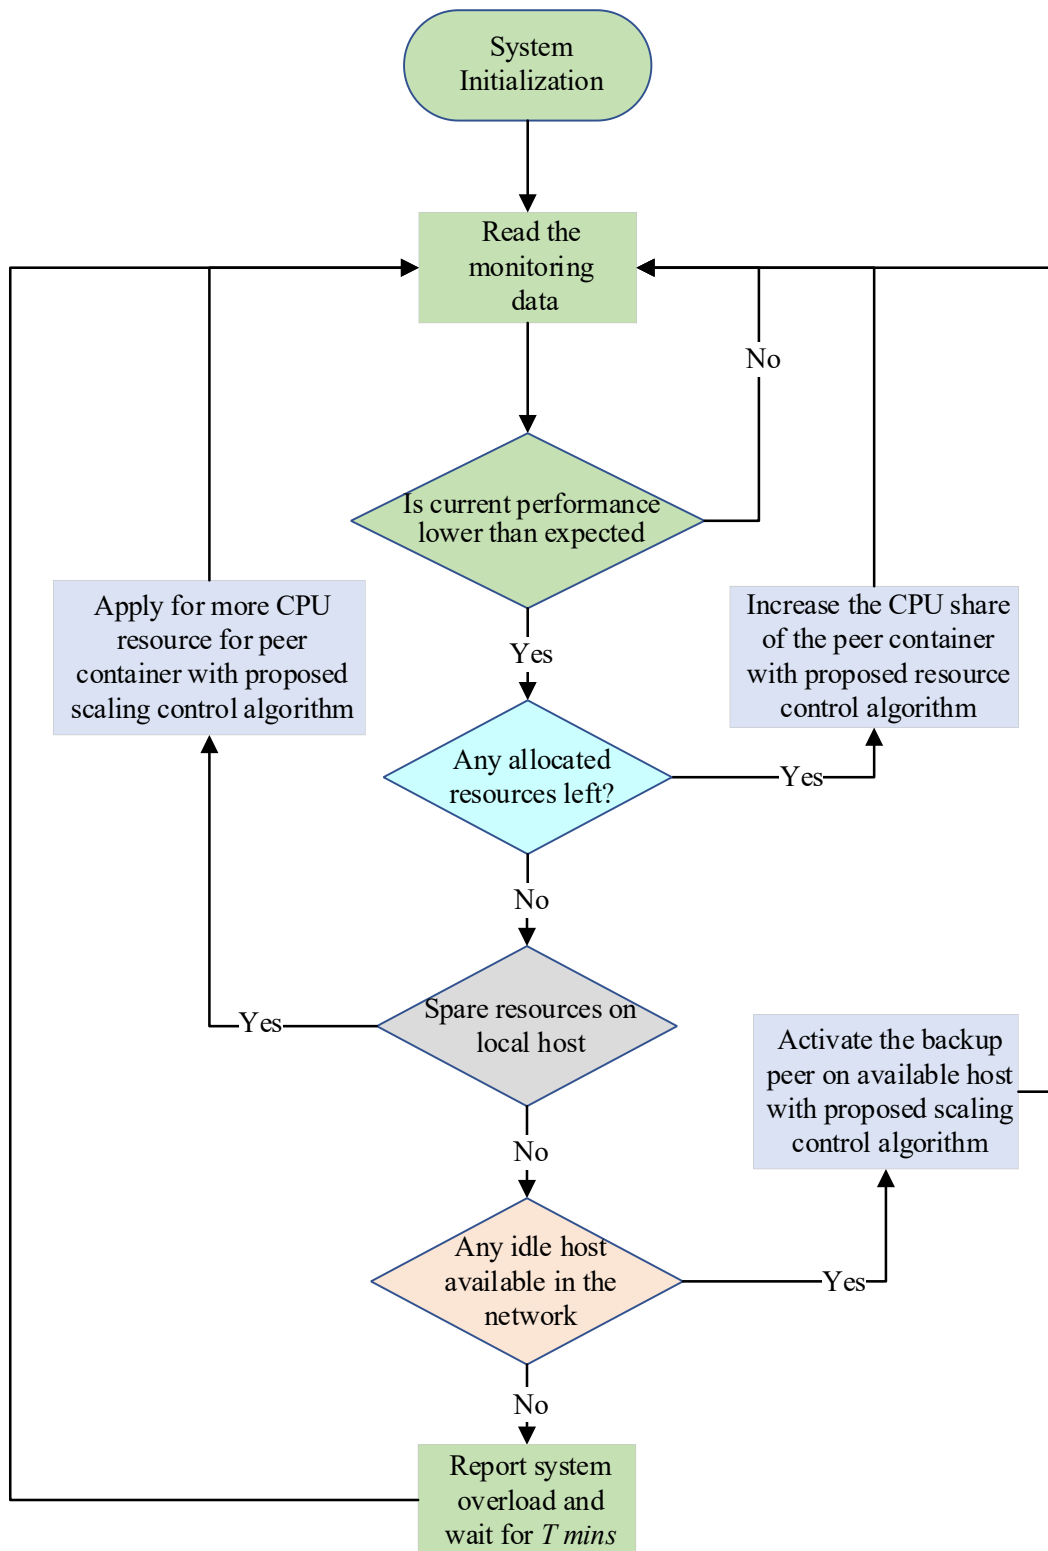 System
Initialization
Read the
monitoring
data
No
Is current performance
lower than expected
Apply for more CPU
resource for peer
container with proposed
scaling control algorithm
Increase the CPU share
of the peer container
with proposed resource
control algorithm
Yes
Any allocated
resources left?
Yes
No
Spare resources on
local host
Yes
Activate the backup
peer on available host
with proposed scaling
control algorithm
No
Any idle host
available in the
network
Yes
No
Report system
overload and
wait for T mins